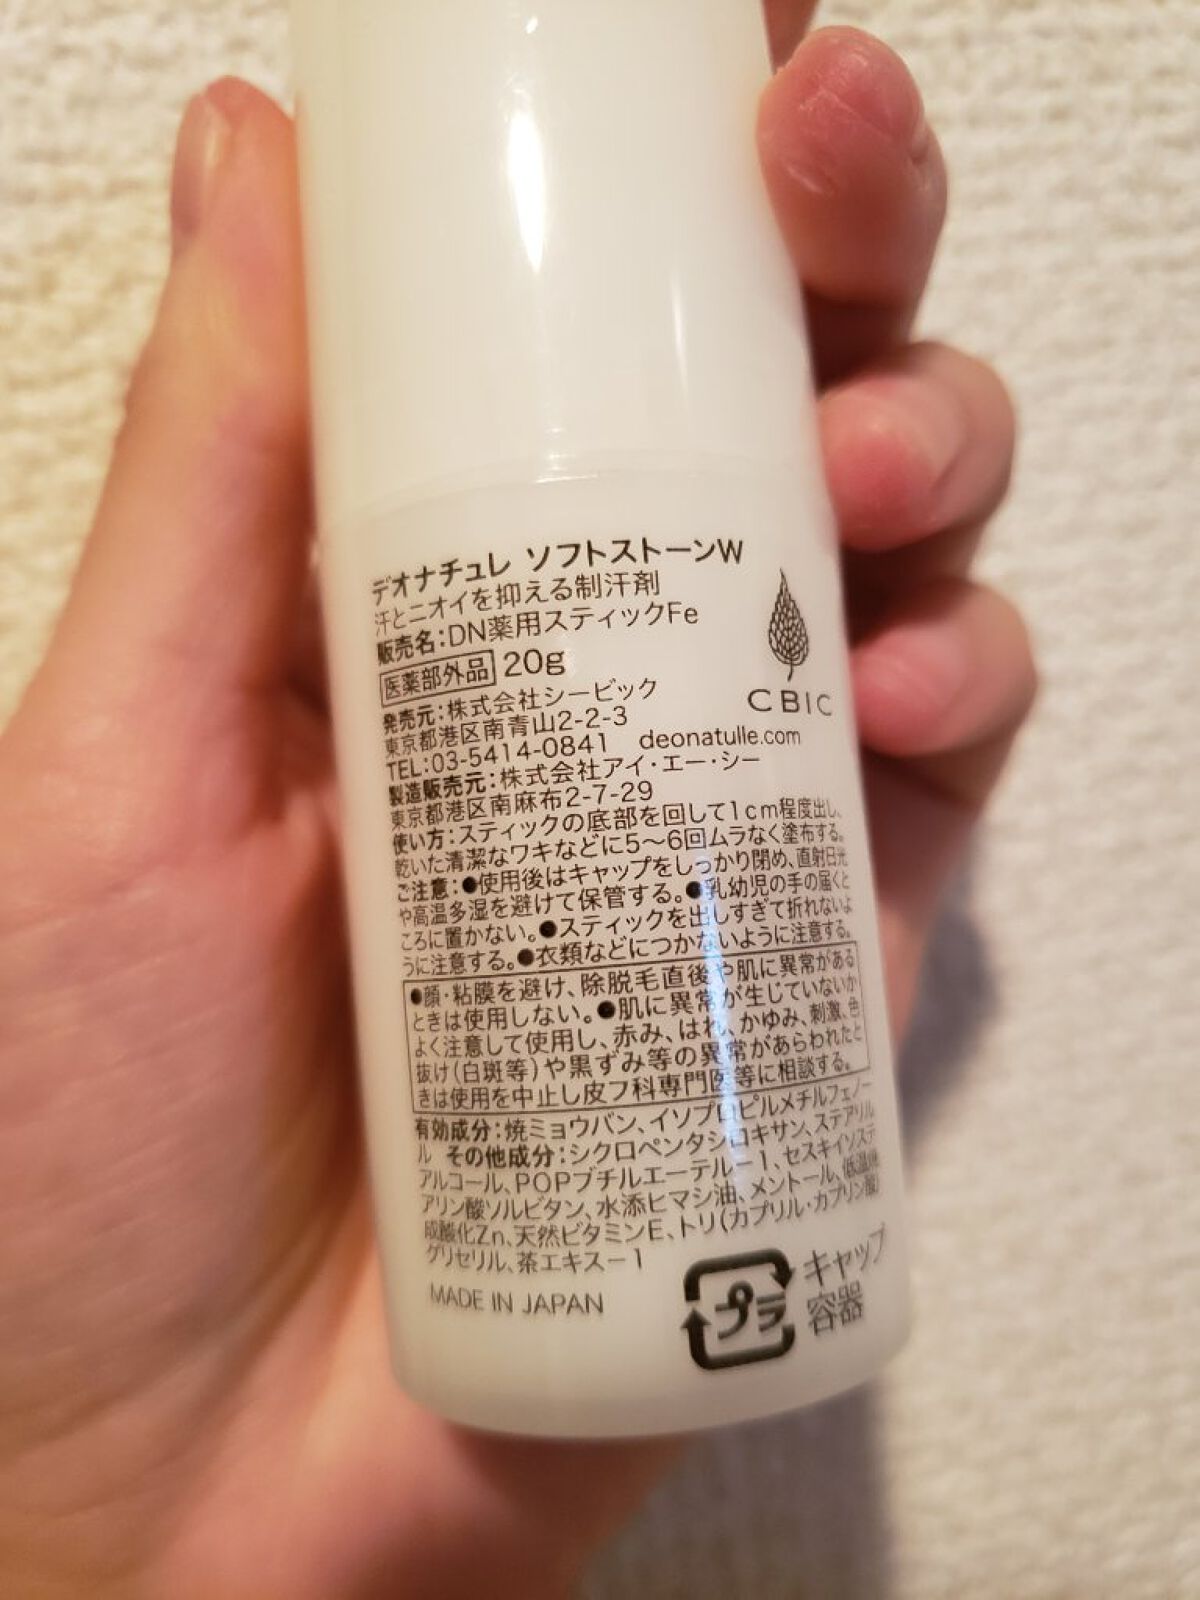 デオナチュレ ソフトストーンW
汗とニオイを抑える制汗剤
販売名:DN薬用スティックFe
医薬部外品 20g
CBIC
発売元:株式会社シービック
東京都港区南青山2-2-3
TEL:03-5414-0841 deonatulle.com
製造販売元:株式会社アイ・エー・シー
東京都港区南麻布2-7-29
使い方:スティックの底部を回して1cm程度出し、
乾いた清潔なワキなどに5〜6回ムラなく塗布する。
ご注意:●使用後はキャップをしっかり閉め、直射日光
や高温多湿を避けて保管する。●乳幼児の手の届くと
ころに置かない。●スティックを出しすぎて折れないよ
うに注意する。●衣類などにつかないように注意する。
●顔・粘膜を避け、除脱毛直後や肌に異常がある
ときは使用しない。●肌に異常が生じていないか
よく注意して使用し、赤み、はれ、かゆみ、刺激、色
抜け(白斑等)や黒ずみ等の異常があらわれたと
きは使用を中止し皮フ科専門医等に相談する。
有効成分:焼ミョウバン、イソプロピルメチルフェノー
ル その他成分:シクロペンタシロキサン、ステアリル
アルコール、POPブチルエーテル-1、セスキイソステ
アリン酸ソルビタン、水添ヒマシ油、メントール、低温焼
成酸化Zn、天然ビタミンE、トリ(カプリル・カプリン酸)
グリセリル、茶エキス-1
MADE IN JAPAN
プラ
キャップ
容器